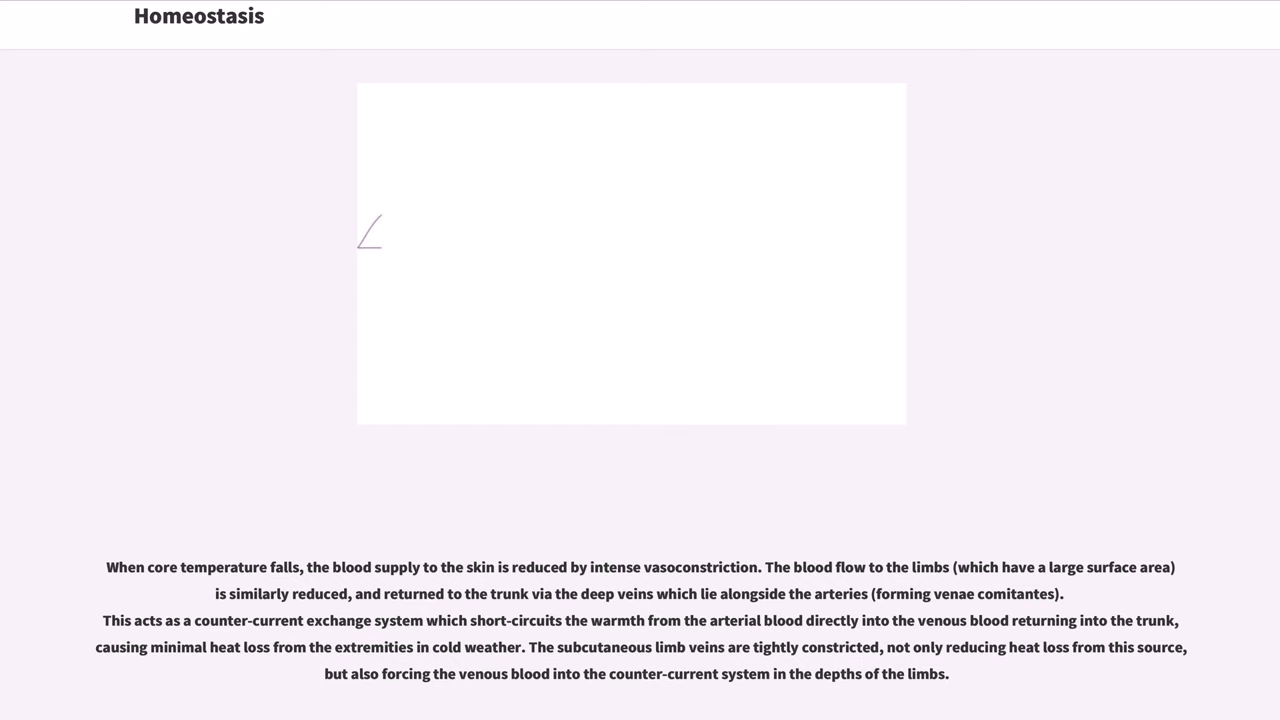 Homeostasis
When core temperature falls, the blood supply to the skin is reduced by intense vasoconstriction. The blood flow to the limbs (which have a large surface area)
is similarly reduced, and returned to the trunk via the deep veins which lie alongside the arteries (forming venae comitantes).
This acts as a counter-current exchange system which short-circuits the warmth from the arterial blood directly into the venous blood returning into the trunk,
causing minimal heat loss from the extremities in cold weather. The subcutaneous limb veins are tightly constricted, not only reducing heat loss from this source,
but also forcing the venous blood into the counter-current system in the depths of the limbs.